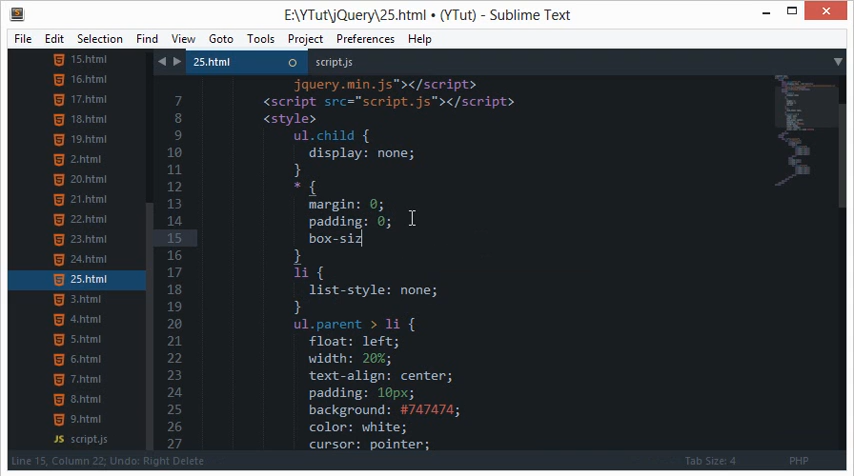 E:\YTut\jQuery\25.html • (YTut) - Sublime Text
File Edit Selection Find View Goto Tools Project Preferences Help
15.html
16.html
17.html
18.html
19.html
2.html
20.html
21.html
22.html
23.html
24.html
25.html
3.html
4.html
5.html
6.html
7.html
8.html
9.html
JS script.js
25.html script.js
jquery.min.js"></script>
7 <script src="script.js"></script>
8 <style>
9 ul.child {
10 display: none;
11 }
12 * {
13 margin: 0;
14 padding: 0;
15 box-siz
16 }
17 li {
18 list-style: none;
19 }
20 ul.parent > li {
21 float: left;
22 width: 20%;
23 text-align: center;
24 padding: 10px;
25 background: #747474;
26 color: white;
27 cursor: pointer;
Line 15, Column 22; Undo: Right Delete Tab Size: 4 PHP